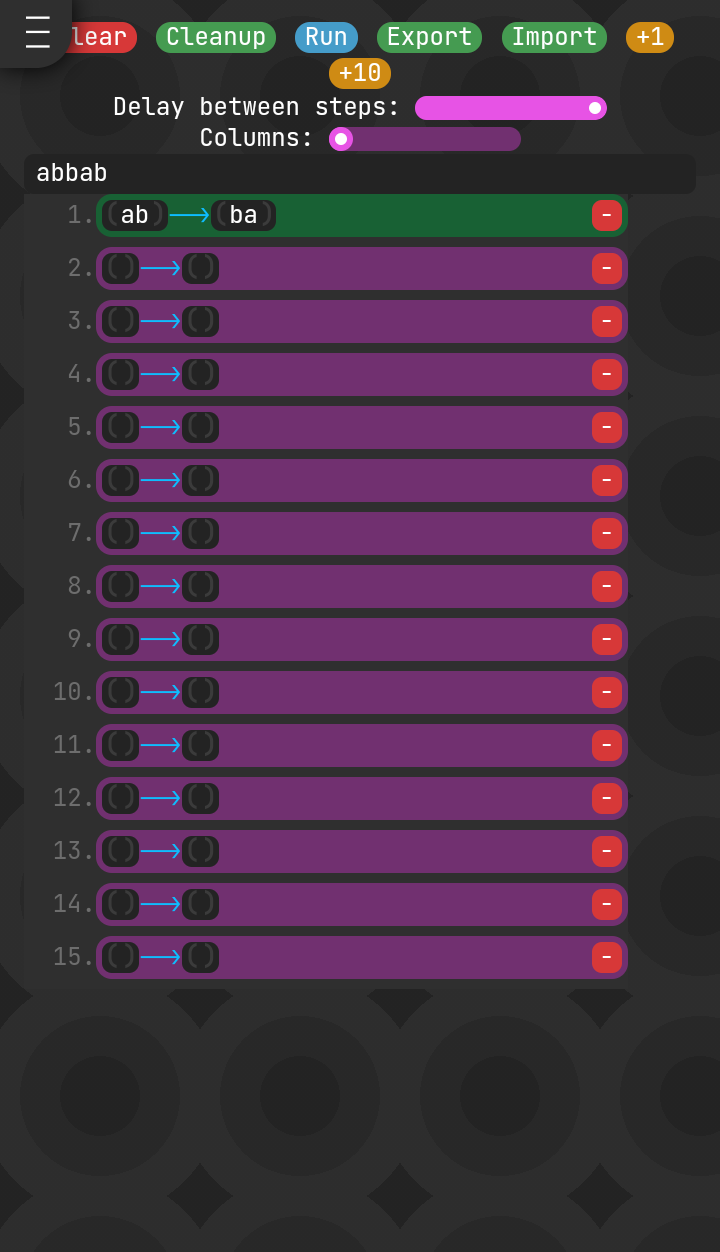 lear Cleanup Run Export Import +1
+10
Delay between steps:
Columns:
abbab
1. (ab)⟶(ba) -
2. ()⟶() -
3. ()⟶() -
4. ()⟶() -
5. ()⟶() -
6. ()⟶() -
7. ()⟶() -
8. ()⟶() -
9. ()⟶() -
10. ()⟶() -
11. ()⟶() -
12. ()⟶() -
13. ()⟶() -
14. ()⟶() -
15. ()⟶() -